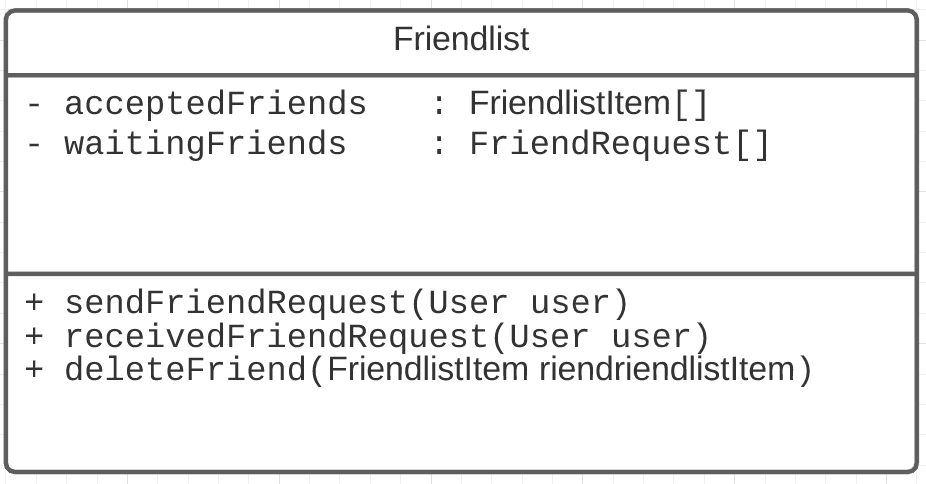 Friendlist
- acceptedFriends : FriendlistItem[]
- waitingFriends : FriendRequest[]
+ sendFriendRequest(User user)
+ receivedFriendRequest(User user)
+ deleteFriend(FriendlistItem riendriendlistItem)